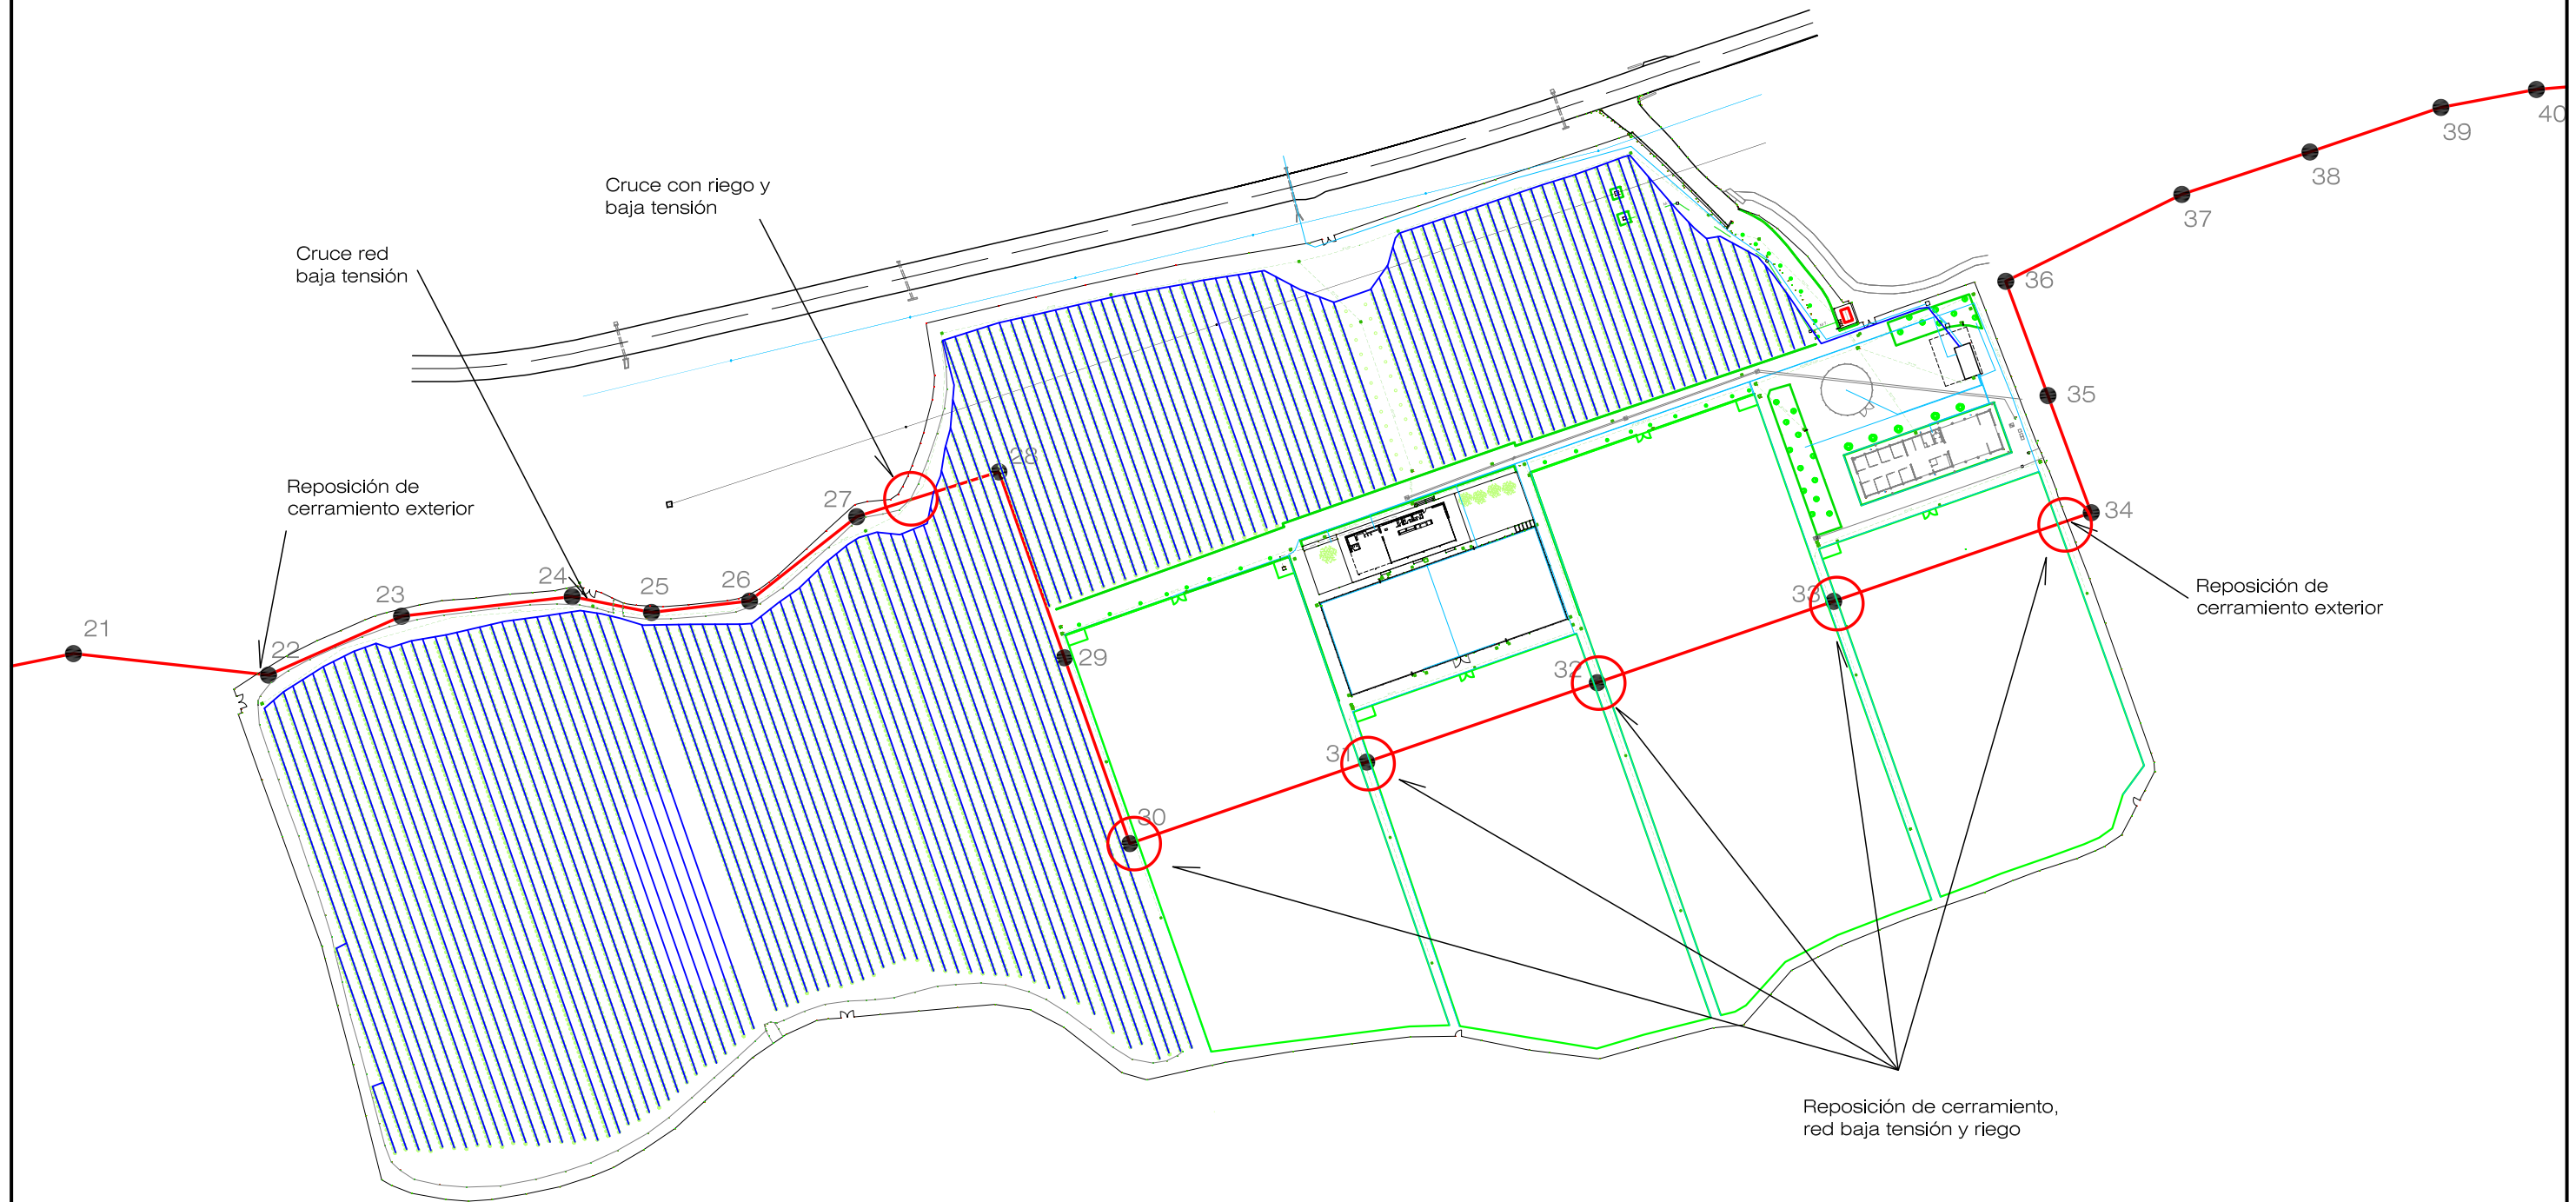 Cruce con riego y
baja tensión
Cruce red
baja tensión
Reposición de
cerramiento exterior
21
22
23
24
25
26
27
28
29
30
31
32
33
34
35
36
37
38
39
40
Reposición de
cerramiento exterior
Reposición de cerramiento,
red baja tensión y riego